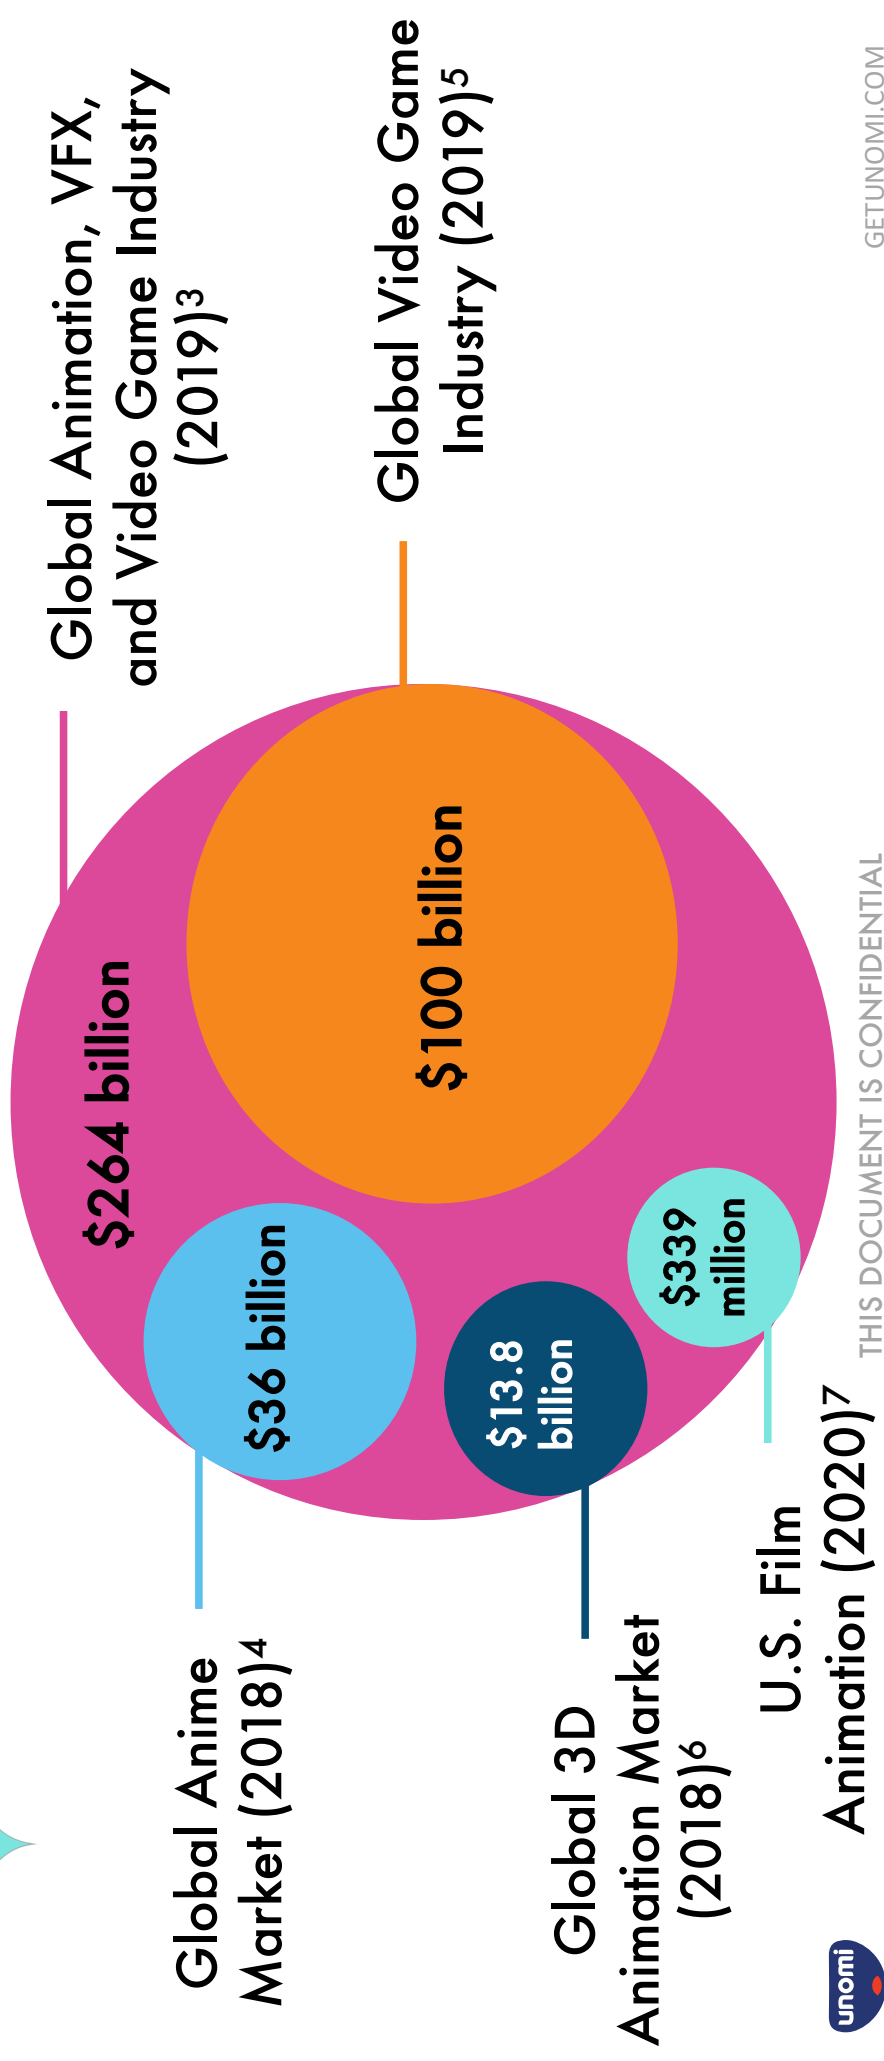 Global Anime
Market (2018)4
Global 3D
Animation Market
(2018)6
U.S. Film
Animation (2020)7
$36 billion
$13.8
billion
$339
million
$264 billion
$100 billion
Global Animation, VFX,
and Video Game Industry
(2019)3
Global Video Game
Industry (2019)5
unomi
THIS DOCUMENT IS CONFIDENTIAL
GETUNOMI.COM